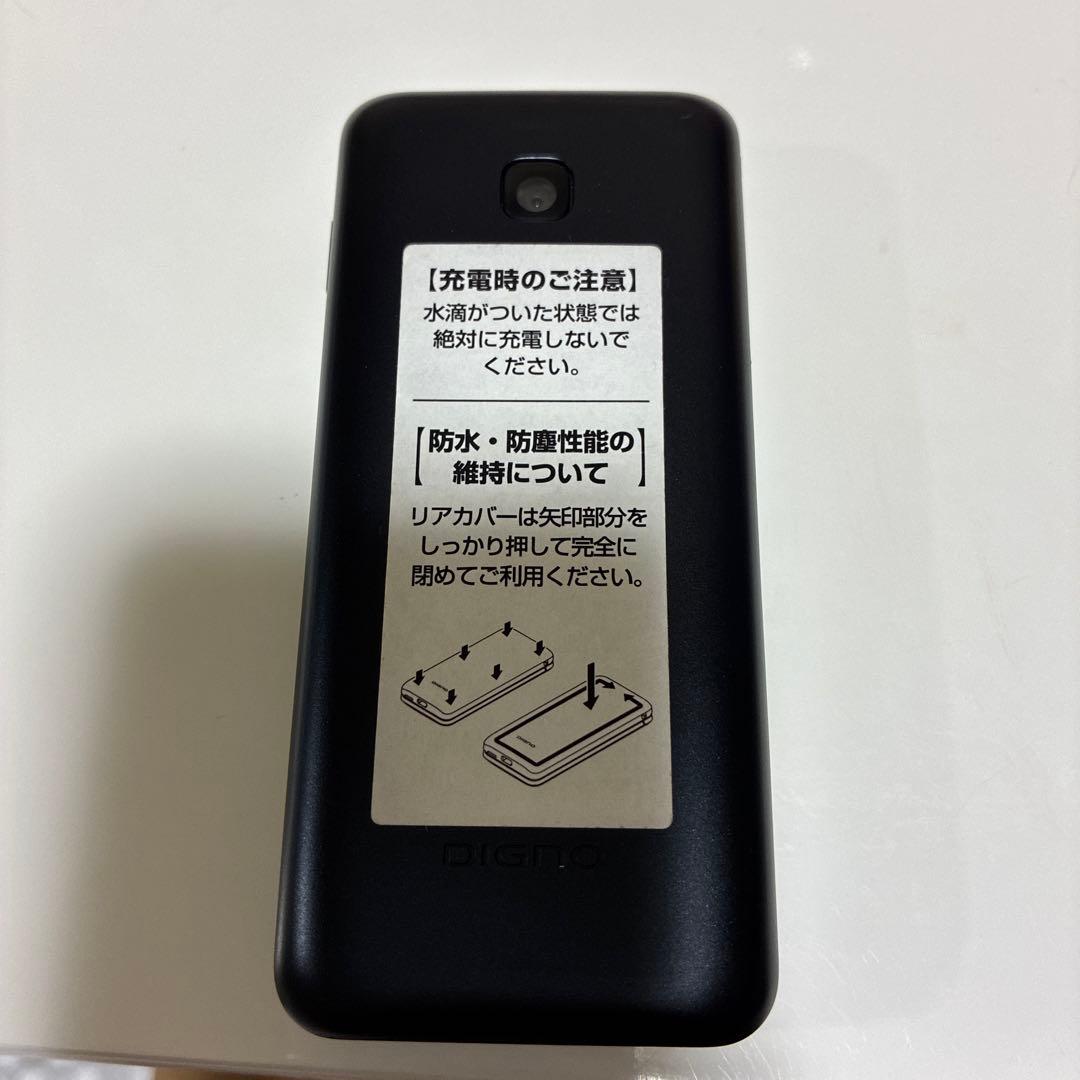 【充電時のご注意】
水滴がついた状態では
絶対に充電しないで
ください。
【防水・防塵性能の
維持について】
リアカバーは矢印部分を
しっかり押して完全に
閉めてご利用ください。
DIGNO
DIGNO
DIGNO